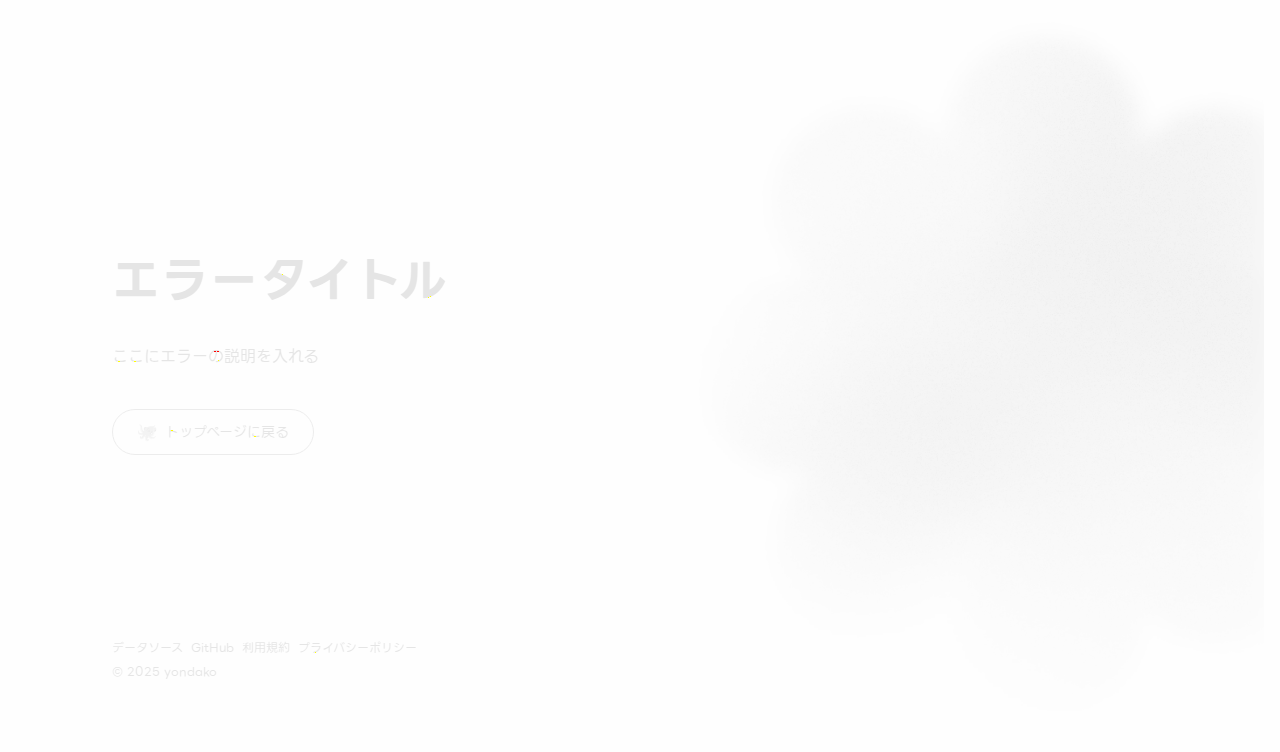 エラータイトル
ここにエラーの説明を入れる
トップページに戻る
データソース GitHub 利用規約 プライバシーポリシー
© 2025 yondako